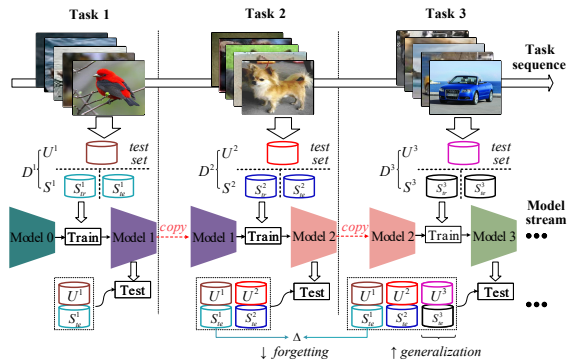 Task 1 Task 2 Task 3
Task sequence
U¹ test set U² test set U³ test set
D¹ D² D³
S¹ S¹ₜᵣ S¹ₜₑ S² S²ₜᵣ S²ₜₑ S³ S³ₜᵣ S³ₜₑ
Model stream
Model 0 Train Model 1 copy Model 1 Train Model 2 copy Model 2 Train Model 3 •••
U¹ Test U¹ U² Test U¹ U² U³ Test •••
S¹ₜₑ S¹ₜₑ S²ₜₑ S¹ₜₑ S²ₜₑ S³ₜₑ
Δ
↓ forgetting ↑ generalization